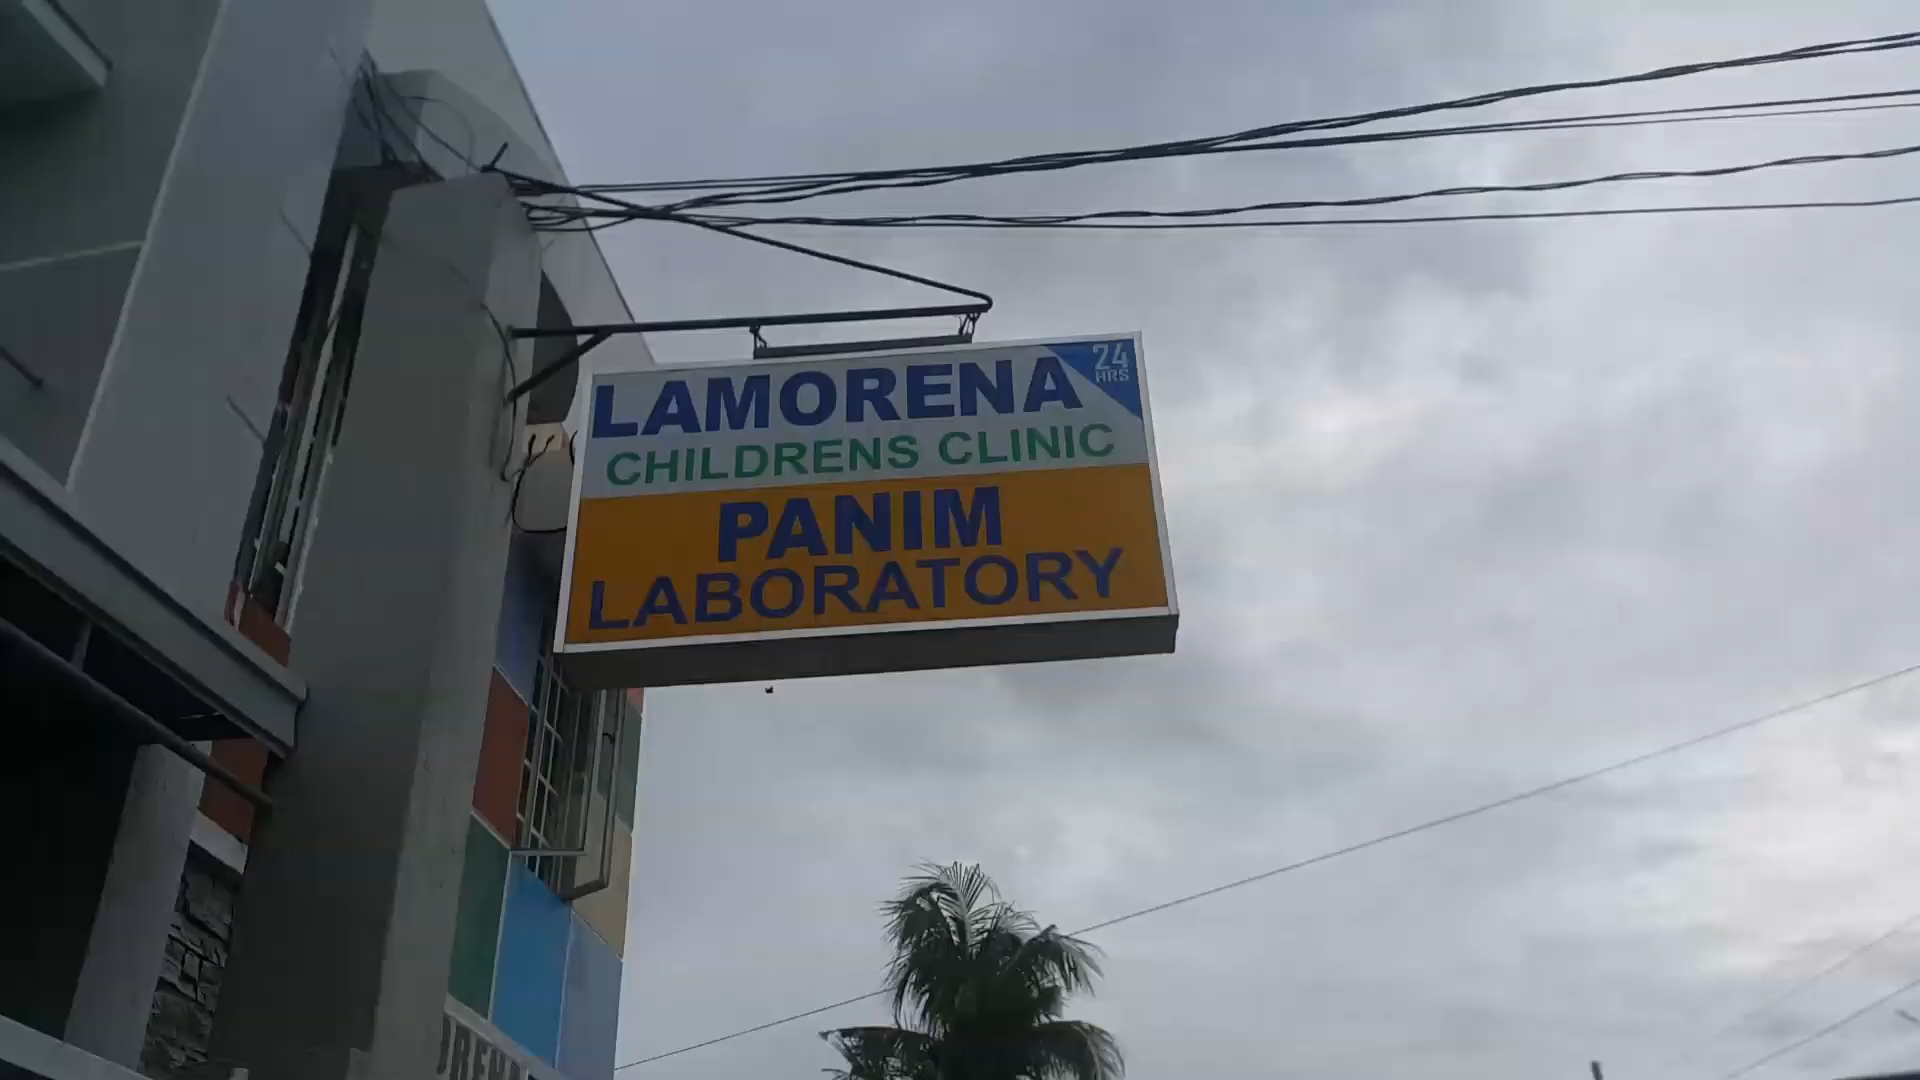 LAMORENA
24
HRS
CHILDRENS CLINIC
PANIM
LABORATORY